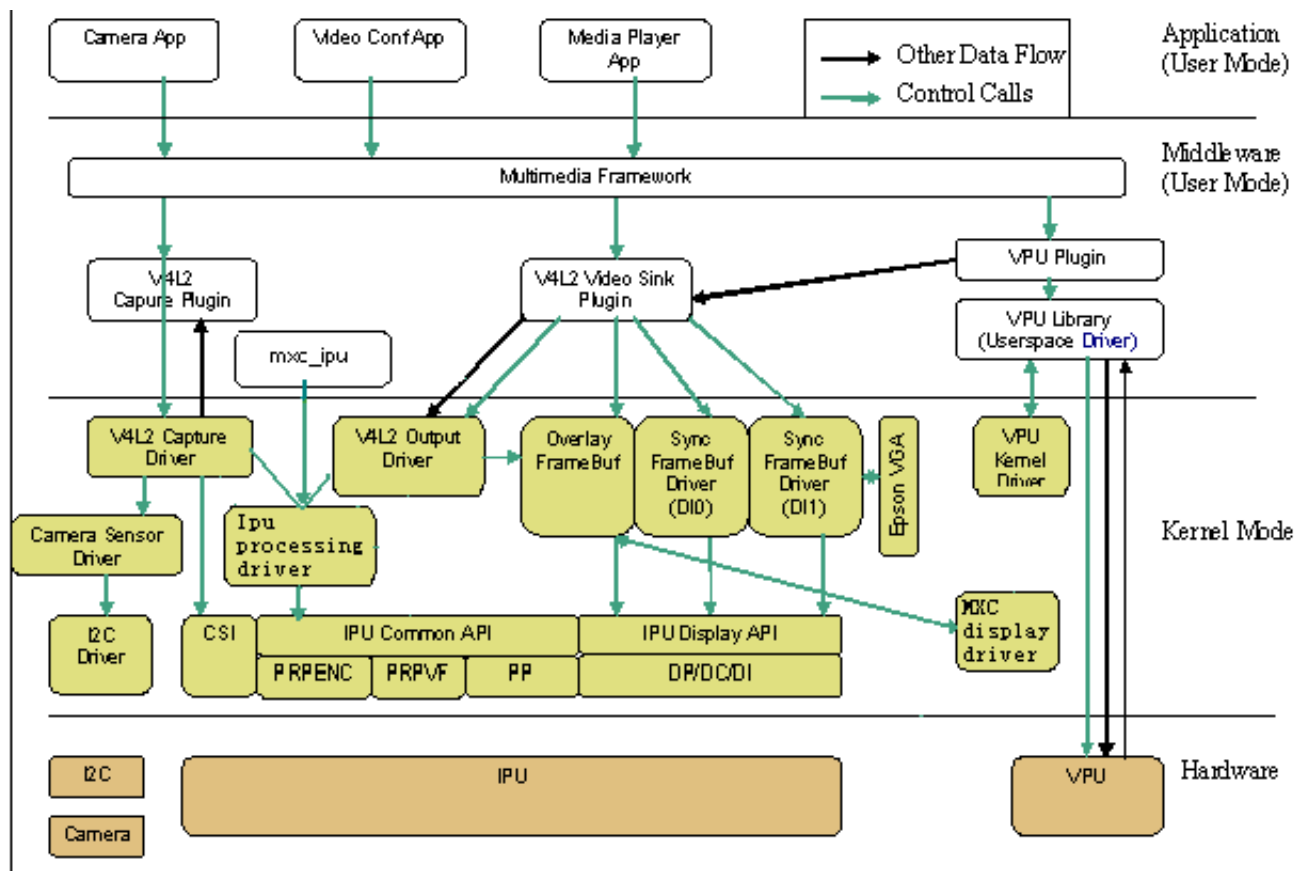 Camera App
Video Conf App
Media Player
App
Other Data Flow
Control Calls
Application
(User Mode)
Multimedia Framework
Middleware
(User Mode)
V4L2
Capure Plugin
V4L2 Video Sink
Plugin
VPU Plugin
VPU Library
(Userspace Driver)
mxc_ipu
V4L2 Capture
Driver
V4L2 Output
Driver
Overlay
FrameBuf
Sync
FrameBuf
Driver
(DI0)
Sync
FrameBuf
Driver
(DI1)
Epson VGA
VPU
Kernel
Driver
Camera Sensor
Driver
Ipu
processing
driver
Kernel Mode
I2C
Driver
CSI
IPU Common API
IPU Display API
PRPENC
PRPVF
PP
DP/DC/DI
MXC
display
driver
I2C
IPU
VPU
Hardware
Camera